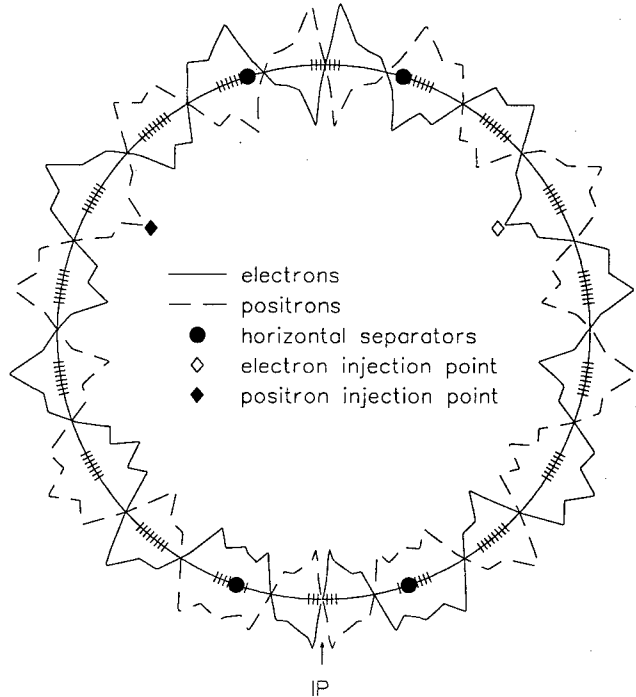 electrons
positrons
horizontal separators
electron injection point
positron injection point
IP